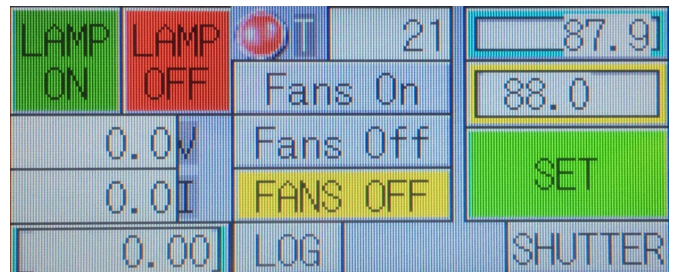 LAMP ON
LAMP OFF
T 21
87.9
Fans On
88.0
0.0V
Fans Off
0.0I
FANS OFF
SET
0.00
LOG
SHUTTER